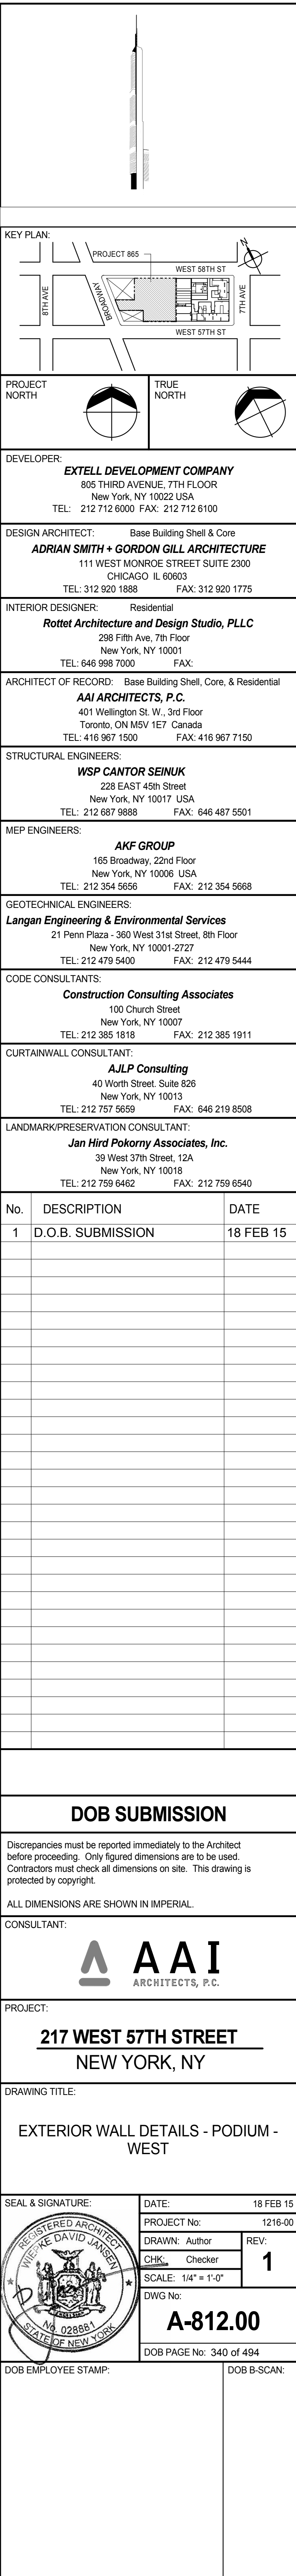 KEY PLAN:
N
PROJECT 865
WEST 58TH ST
8TH AVE
BROADWAY
7TH AVE
WEST 57TH ST
PROJECT
NORTH
TRUE
NORTH
DEVELOPER:
EXTELL DEVELOPMENT COMPANY
805 THIRD AVENUE, 7TH FLOOR
New York, NY 10022 USA
TEL: 212 712 6000 FAX: 212 712 6100
DESIGN ARCHITECT: Base Building Shell & Core
ADRIAN SMITH + GORDON GILL ARCHITECTURE
111 WEST MONROE STREET SUITE 2300
CHICAGO IL 60603
TEL: 312 920 1888 FAX: 312 920 1775
INTERIOR DESIGNER: Residential
Rottet Architecture and Design Studio, PLLC
298 Fifth Ave, 7th Floor
New York, NY 10001
TEL: 646 998 7000 FAX:
ARCHITECT OF RECORD: Base Building Shell, Core, & Residential
AAI ARCHITECTS, P.C.
401 Wellington St. W., 3rd Floor
Toronto, ON M5V 1E7 Canada
TEL: 416 967 1500 FAX: 416 967 7150
STRUCTURAL ENGINEERS:
WSP CANTOR SEINUK
228 EAST 45th Street
New York, NY 10017 USA
TEL: 212 687 9888 FAX: 646 487 5501
MEP ENGINEERS:
AKF GROUP
165 Broadway, 22nd Floor
New York, NY 10006 USA
TEL: 212 354 5656 FAX: 212 354 5668
GEOTECHNICAL ENGINEERS:
Langan Engineering & Environmental Services
21 Penn Plaza - 360 West 31st Street, 8th Floor
New York, NY 10001-2727
TEL: 212 479 5400 FAX: 212 479 5444
CODE CONSULTANTS:
Construction Consulting Associates
100 Church Street
New York, NY 10007
TEL: 212 385 1818 FAX: 212 385 1911
CURTAINWALL CONSULTANT:
AJLP Consulting
40 Worth Street. Suite 826
New York, NY 10013
TEL: 212 757 5659 FAX: 646 219 8508
LANDMARK/PRESERVATION CONSULTANT:
Jan Hird Pokorny Associates, Inc.
39 West 37th Street, 12A
New York, NY 10018
TEL: 212 759 6462 FAX: 212 759 6540
No. DESCRIPTION DATE
1 D.O.B. SUBMISSION 18 FEB 15
DOB SUBMISSION
Discrepancies must be reported immediately to the Architect
before proceeding. Only figured dimensions are to be used.
Contractors must check all dimensions on site. This drawing is
protected by copyright.
ALL DIMENSIONS ARE SHOWN IN IMPERIAL.
CONSULTANT:
AAI
ARCHITECTS, P.C.
PROJECT:
217 WEST 57TH STREET
NEW YORK, NY
DRAWING TITLE:
EXTERIOR WALL DETAILS - PODIUM -
WEST
SEAL & SIGNATURE:
REGISTERED ARCHITECT
WIEPKE DAVID JANSEN
No. 028881
STATE OF NEW YORK
DATE: 18 FEB 15
PROJECT No: 1216-00
DRAWN: Author
REV:
CHK: Checker
1
SCALE: 1/4" = 1'-0"
DWG No:
A-812.00
DOB PAGE No: 340 of 494
DOB EMPLOYEE STAMP:
DOB B-SCAN: